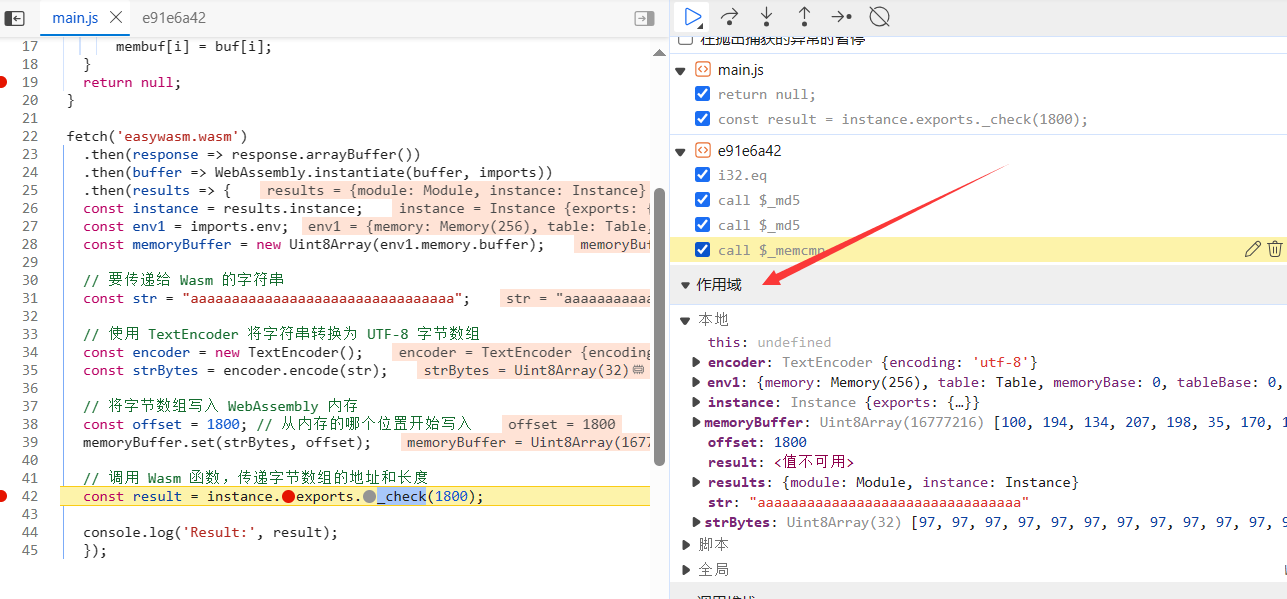 main.js e91e6a42
17 membuf[i] = buf[i];
18 }
19 return null;
20 }
21
22 fetch('easywasm.wasm')
23 .then(response => response.arrayBuffer())
24 .then(buffer => WebAssembly.instantiate(buffer, imports))
25 .then(results => { results = {module: Module, instance: Instance}
26 const instance = results.instance; instance = Instance {exports: {
27 const env1 = imports.env; env1 = {memory: Memory(256), table: Table,
28 const memoryBuffer = new Uint8Array(env1.memory.buffer); memoryBuf
29
30 // 要传递给 Wasm 的字符串
31 const str = "aaaaaaaaaaaaaaaaaaaaaaaaaaaaaaaa"; str = "aaaaaaaaaaa
32
33 // 使用 TextEncoder 将字符串转换为 UTF-8 字节数组
34 const encoder = new TextEncoder(); encoder = TextEncoder {encoding
35 const strBytes = encoder.encode(str); strBytes = Uint8Array(32)
36
37 // 将字节数组写入 WebAssembly 内存
38 const offset = 1800; // 从内存的哪个位置开始写入 offset = 1800
39 memoryBuffer.set(strBytes, offset); memoryBuffer = Uint8Array(1677
40
41 // 调用 Wasm 函数，传递字节数组的地址和长度
42 const result = instance.exports._check(1800);
43
44 console.log('Result:', result);
45 });
在抛出捕获的异常时暂停
main.js
return null;
const result = instance.exports._check(1800);
e91e6a42
i32.eq
call $_md5
call $_md5
call $_memcmp
作用域
本地
this: undefined
encoder: TextEncoder {encoding: 'utf-8'}
env1: {memory: Memory(256), table: Table, memoryBase: 0, tableBase: 0,
instance: Instance {exports: {…}}
memoryBuffer: Uint8Array(16777216) [100, 194, 134, 207, 198, 35, 170, 1
offset: 1800
result: <值不可用>
results: {module: Module, instance: Instance}
str: "aaaaaaaaaaaaaaaaaaaaaaaaaaaaaaaa"
strBytes: Uint8Array(32) [97, 97, 97, 97, 97, 97, 97, 97, 97, 97, 97, 9
脚本
全局